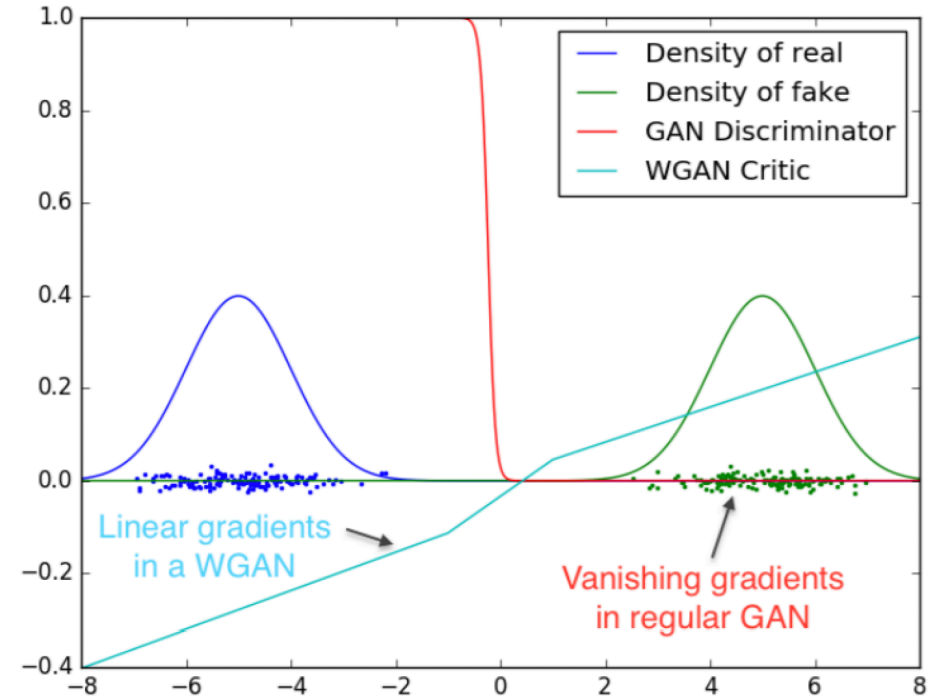 1.0
Density of real
Density of fake
GAN Discriminator
WGAN Critic
0.8
0.6
0.4
0.2
0.0
Linear gradients
in a WGAN
Vanishing gradients
in regular GAN
−0.2
−0.4
−8 −6 −4 −2 0 2 4 6 8